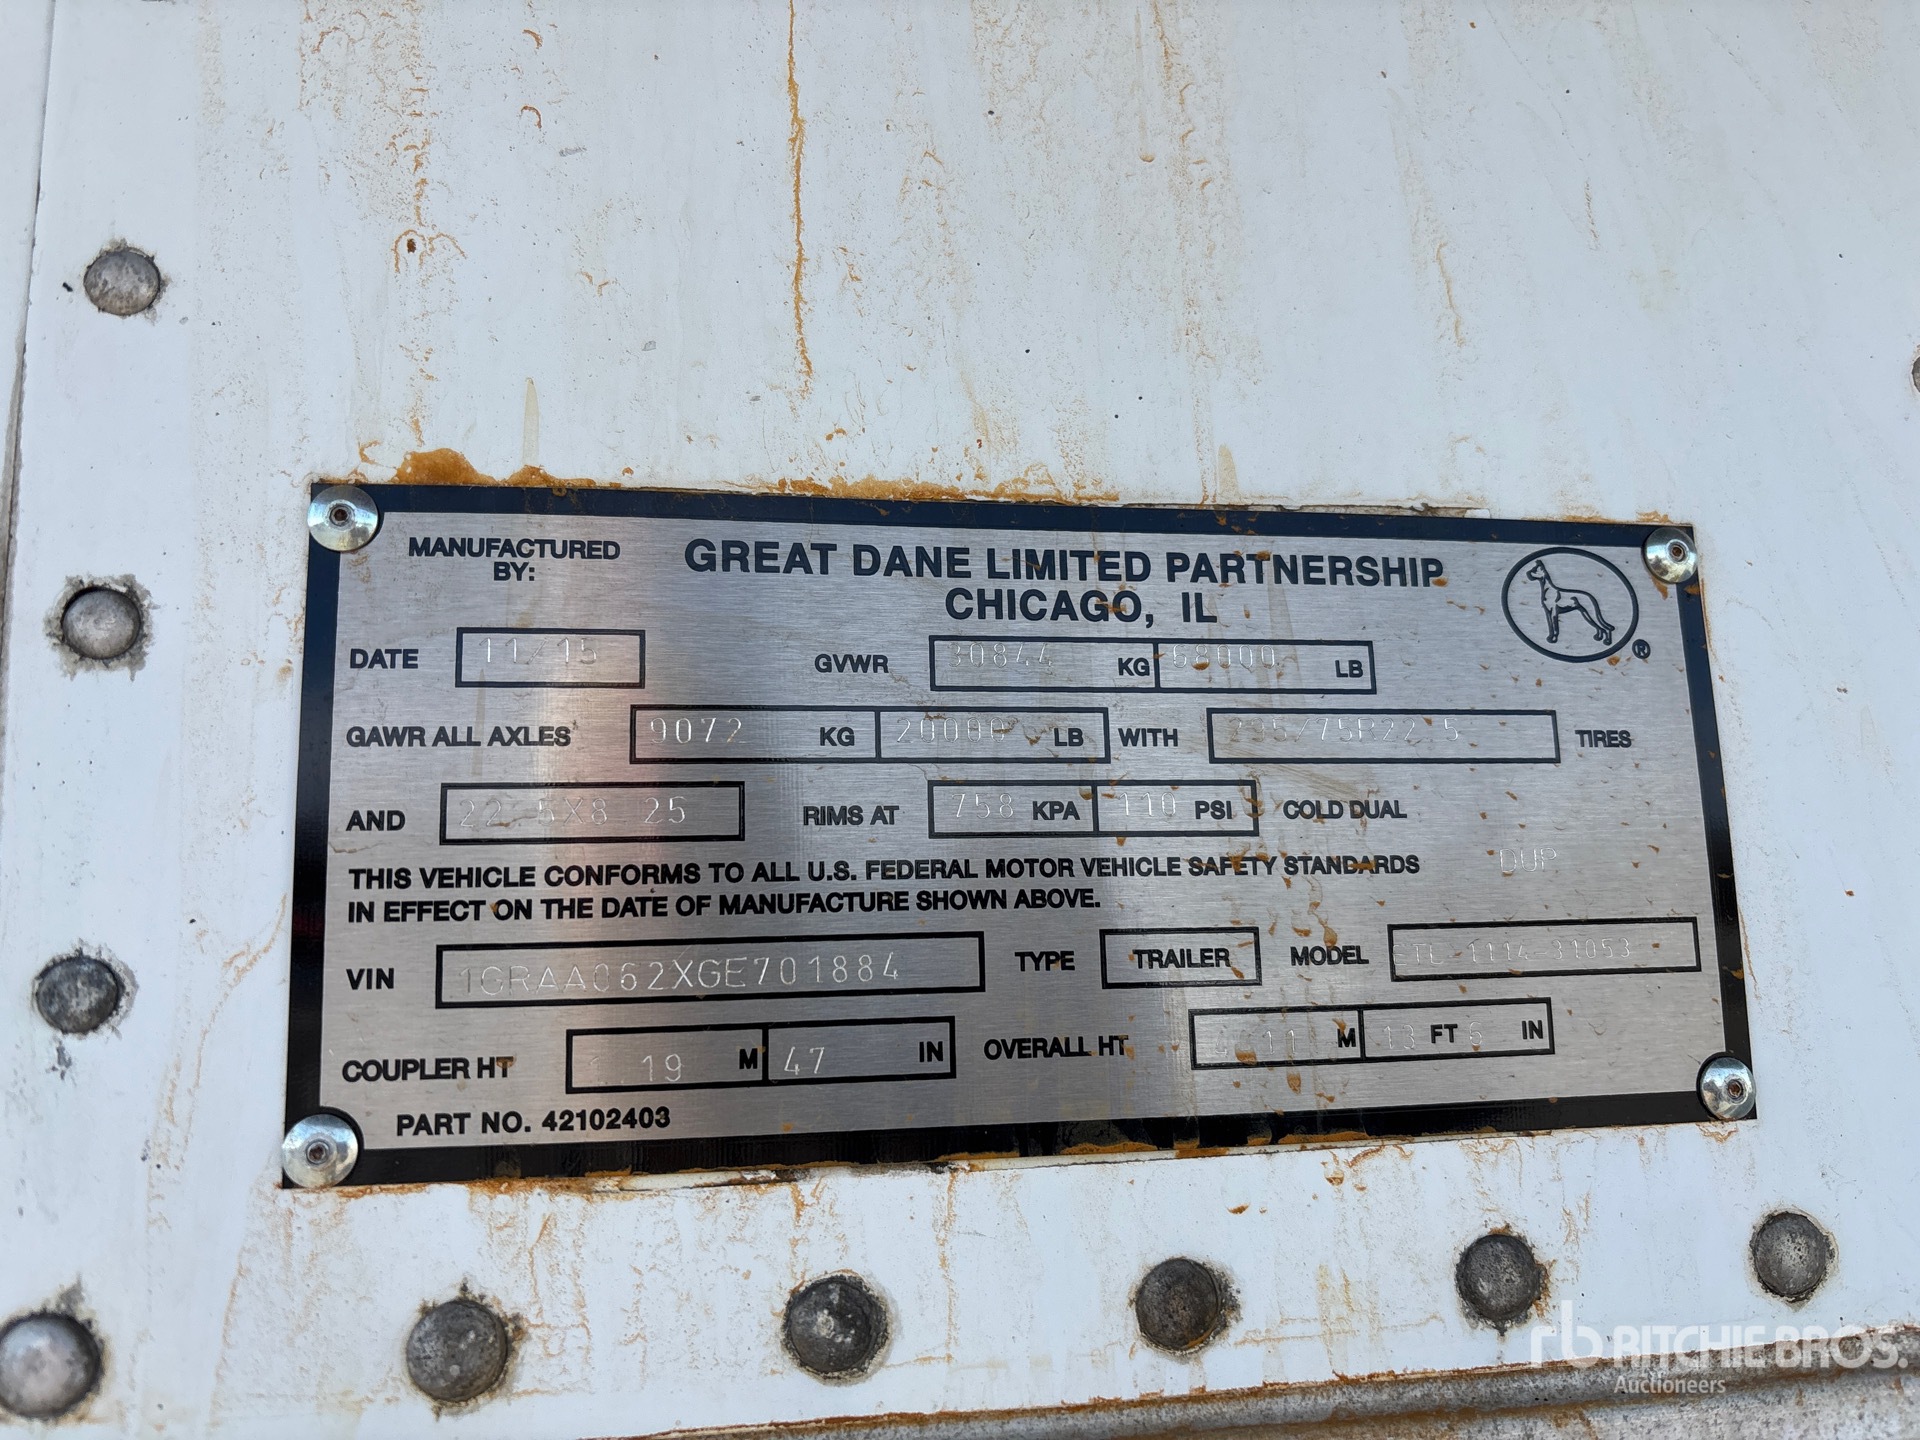 MANUFACTURED BY: GREAT DANE LIMITED PARTNERSHIP
CHICAGO, IL
®
DATE 11/15 GVWR 30844 KG 68000 LB
GAWR ALL AXLES 9072 KG 20000 LB WITH 295/75R22.5 TIRES
AND 22.5X8.25 RIMS AT 758 KPA 110 PSI COLD DUAL
THIS VEHICLE CONFORMS TO ALL U.S. FEDERAL MOTOR VEHICLE SAFETY STANDARDS DUP
IN EFFECT ON THE DATE OF MANUFACTURE SHOWN ABOVE.
VIN 1GRAA062XGE701884 TYPE TRAILER MODEL 1114-31053
COUPLER HT 1.19 M 47 IN OVERALL HT 4.11 M 13 FT 6 IN
PART NO. 42102403
rb RITCHIE BROS.
Auctioneers